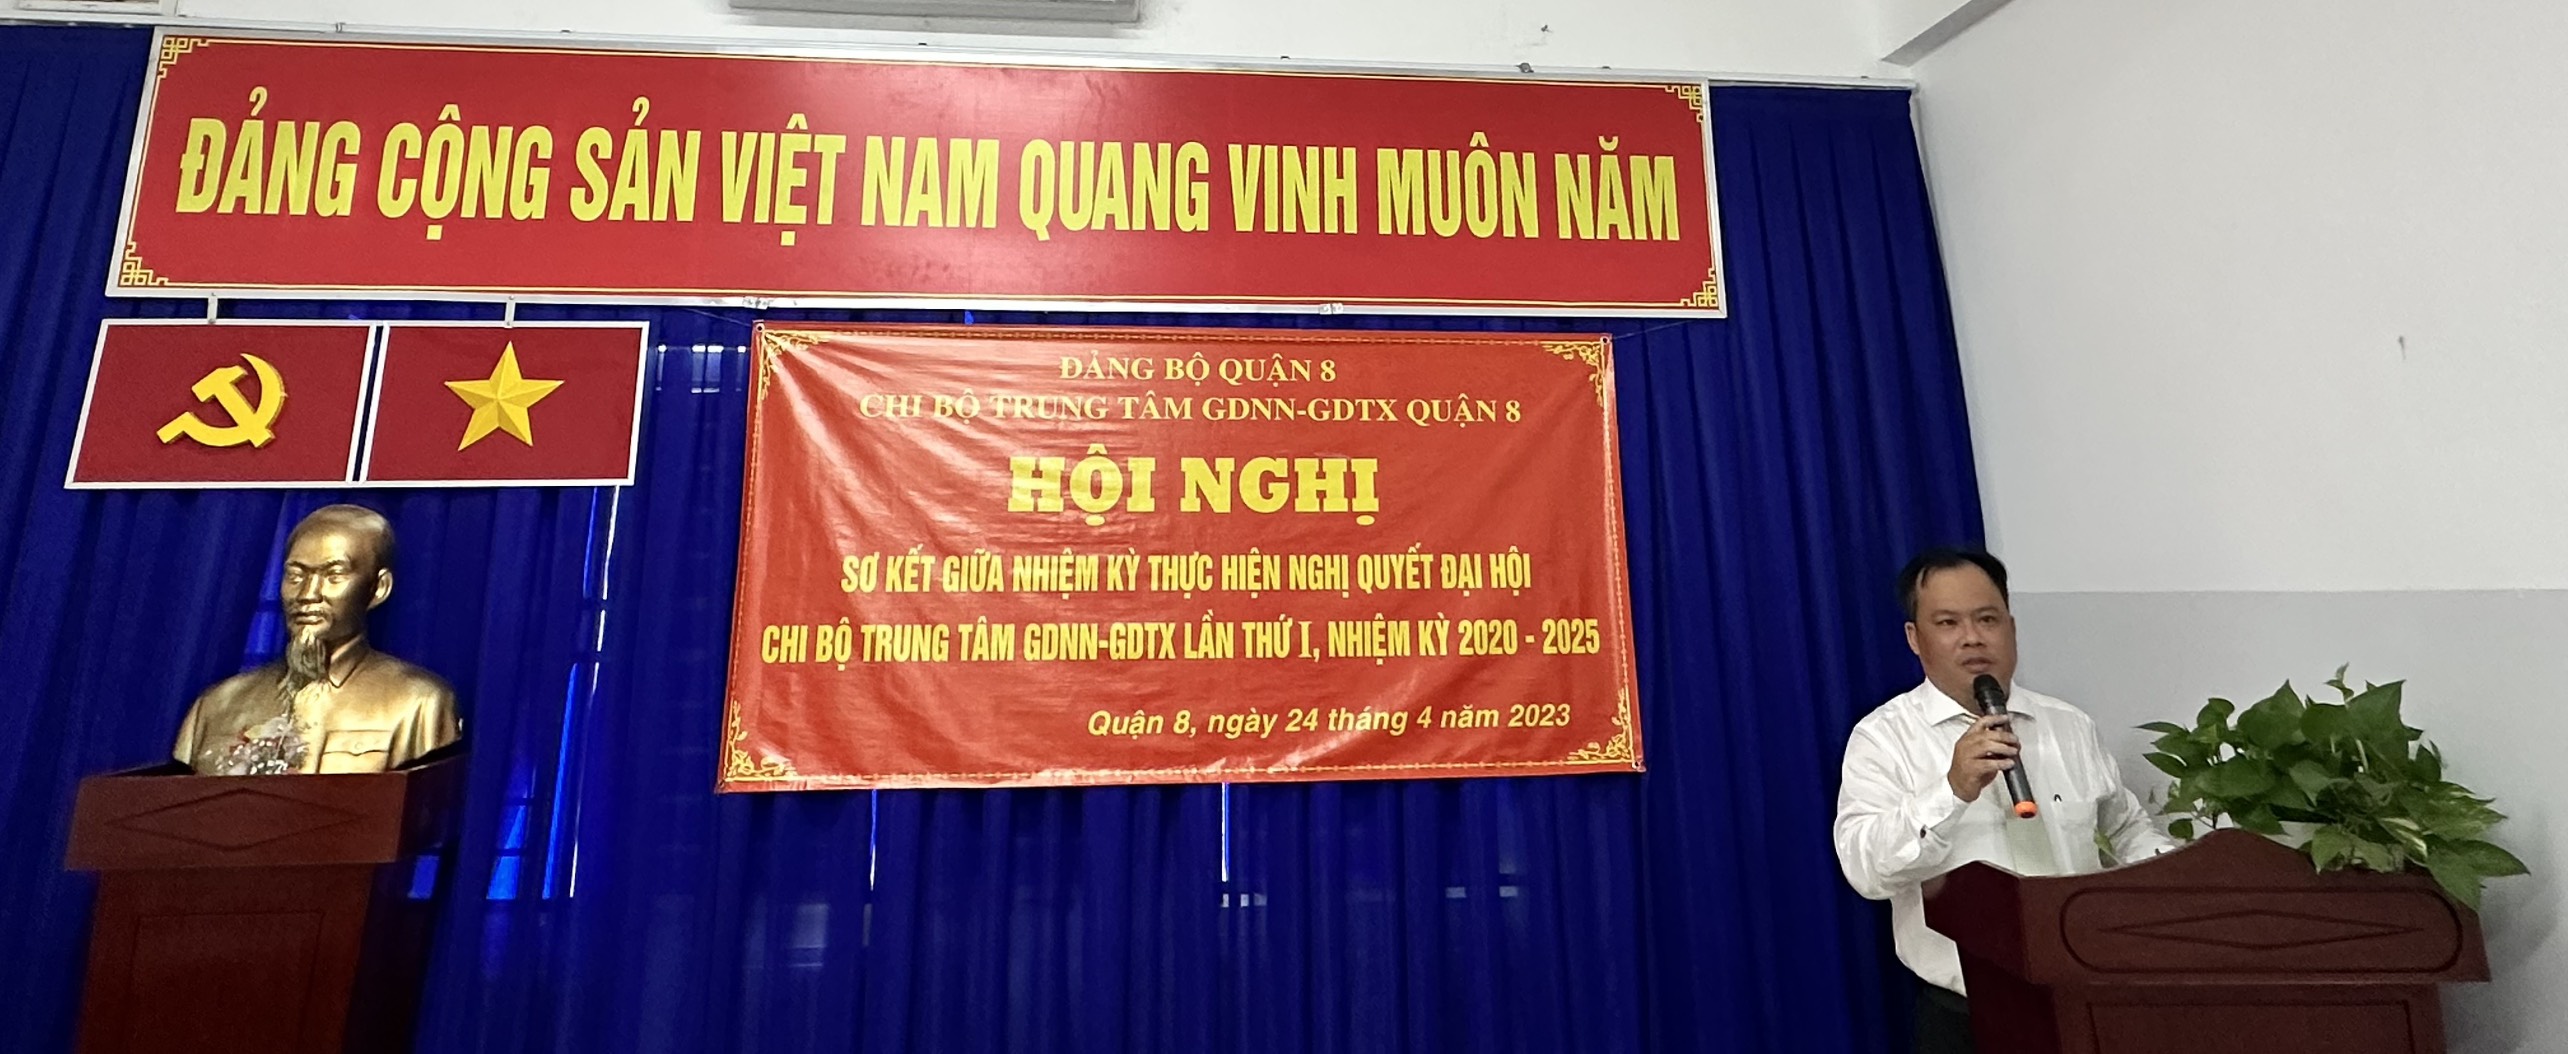 ĐẢNG CỘNG SẢN VIỆT NAM QUANG VINH MUÔN NĂM
ĐẢNG BỘ QUẬN 8
CHI BỘ TRUNG TÂM GDNN-GDTX QUẬN 8
HỘI NGHỊ
SƠ KẾT GIỮA NHIỆM KỲ THỰC HIỆN NGHỊ QUYẾT ĐẠI HỘI
CHI BỘ TRUNG TÂM GDNN-GDTX LẦN THỨ I, NHIỆM KỲ 2020 - 2025
Quận 8, ngày 24 tháng 4 năm 2023